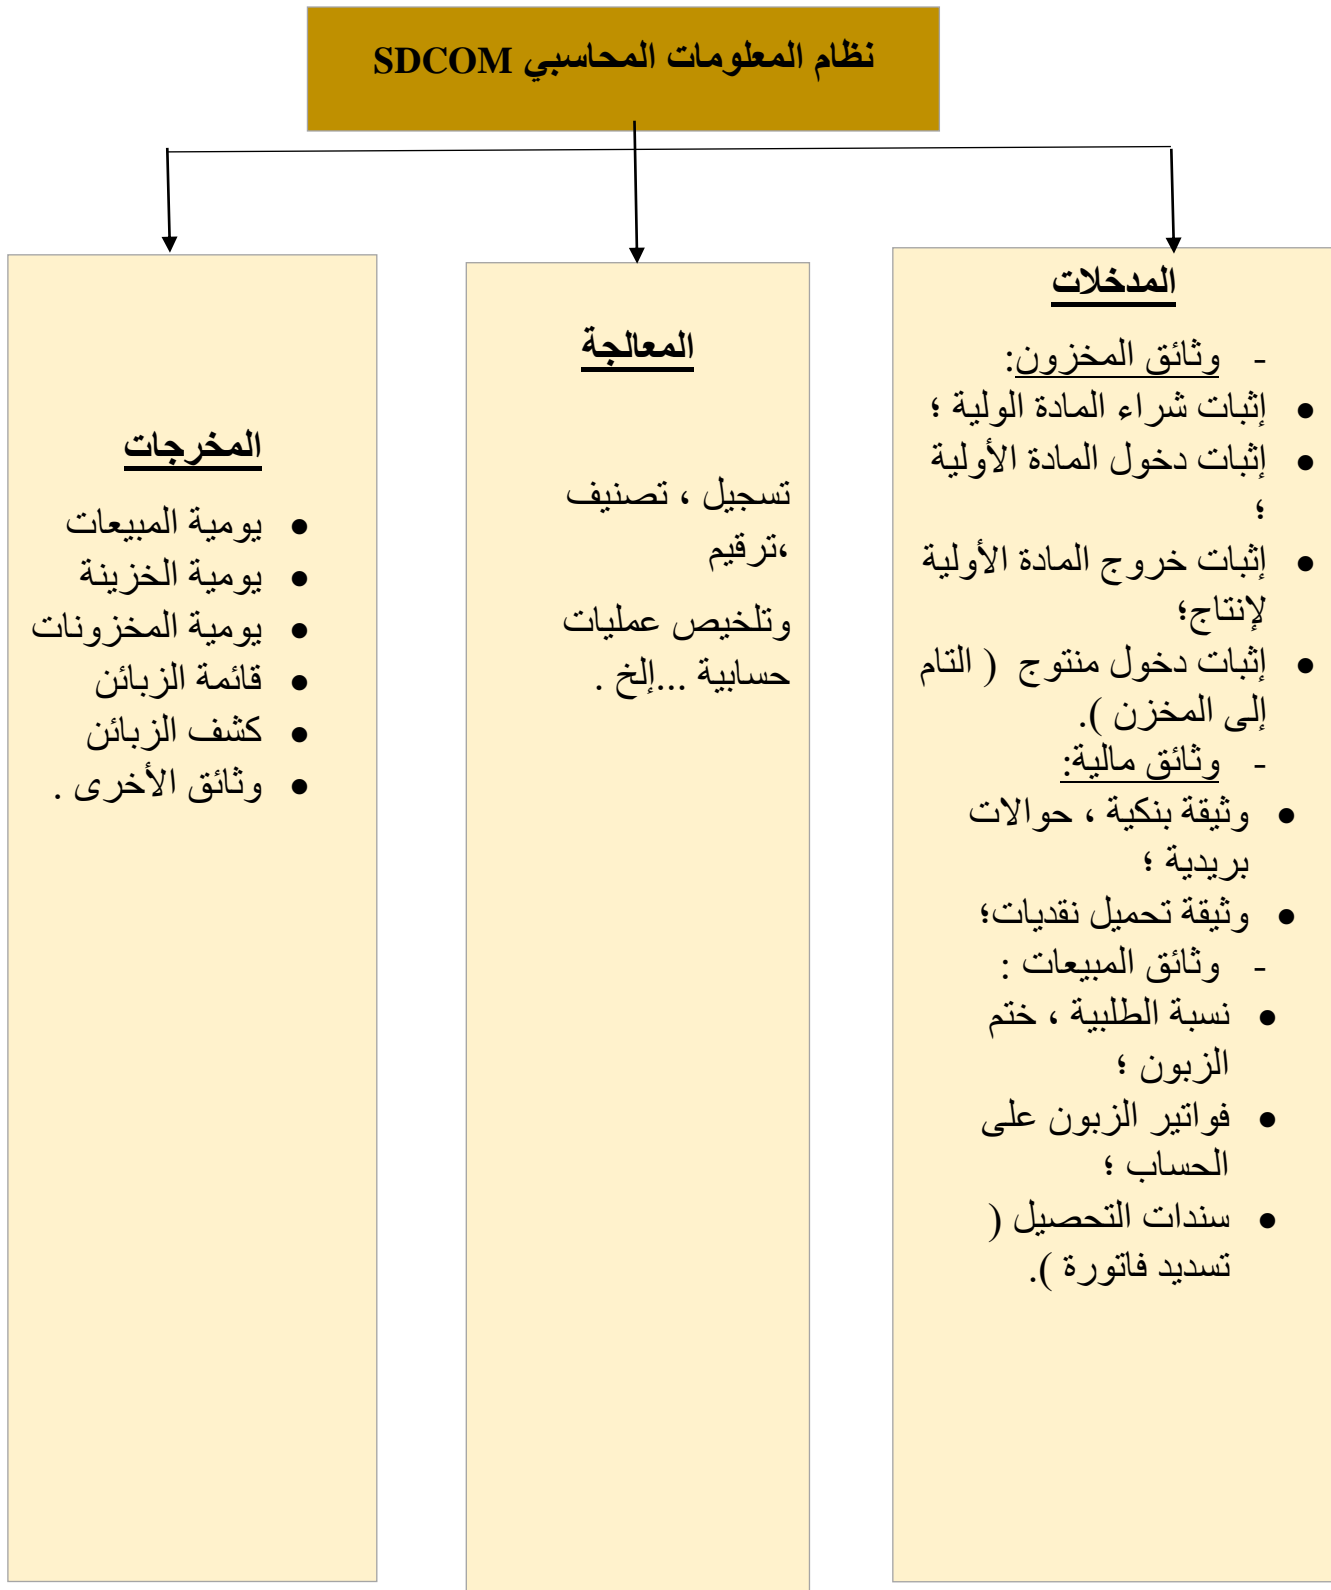 نظام المعلومات المحاسبي SDCOM
المدخلات
- وثائق المخزون:
● إثبات شراء المادة الولية ؛
● إثبات دخول المادة الأولية
؛
● إثبات خروج المادة الأولية
لإنتاج؛
● إثبات دخول منتوج ( التام
إلى المخزن ).
- وثائق مالية:
● وثيقة بنكية ، حوالات
بريدية ؛
● وثيقة تحميل نقديات؛
- وثائق المبيعات :
● نسبة الطلبية ، ختم
الزبون ؛
● فواتير الزبون على
الحساب ؛
● سندات التحصيل (
تسديد فاتورة ).
المعالجة
تسجيل ، تصنيف
،ترقيم
وتلخيص عمليات
حسابية ...إلخ .
المخرجات
● يومية المبيعات
● يومية الخزينة
● يومية المخزونات
● قائمة الزبائن
● كشف الزبائن
● وثائق الأخرى .